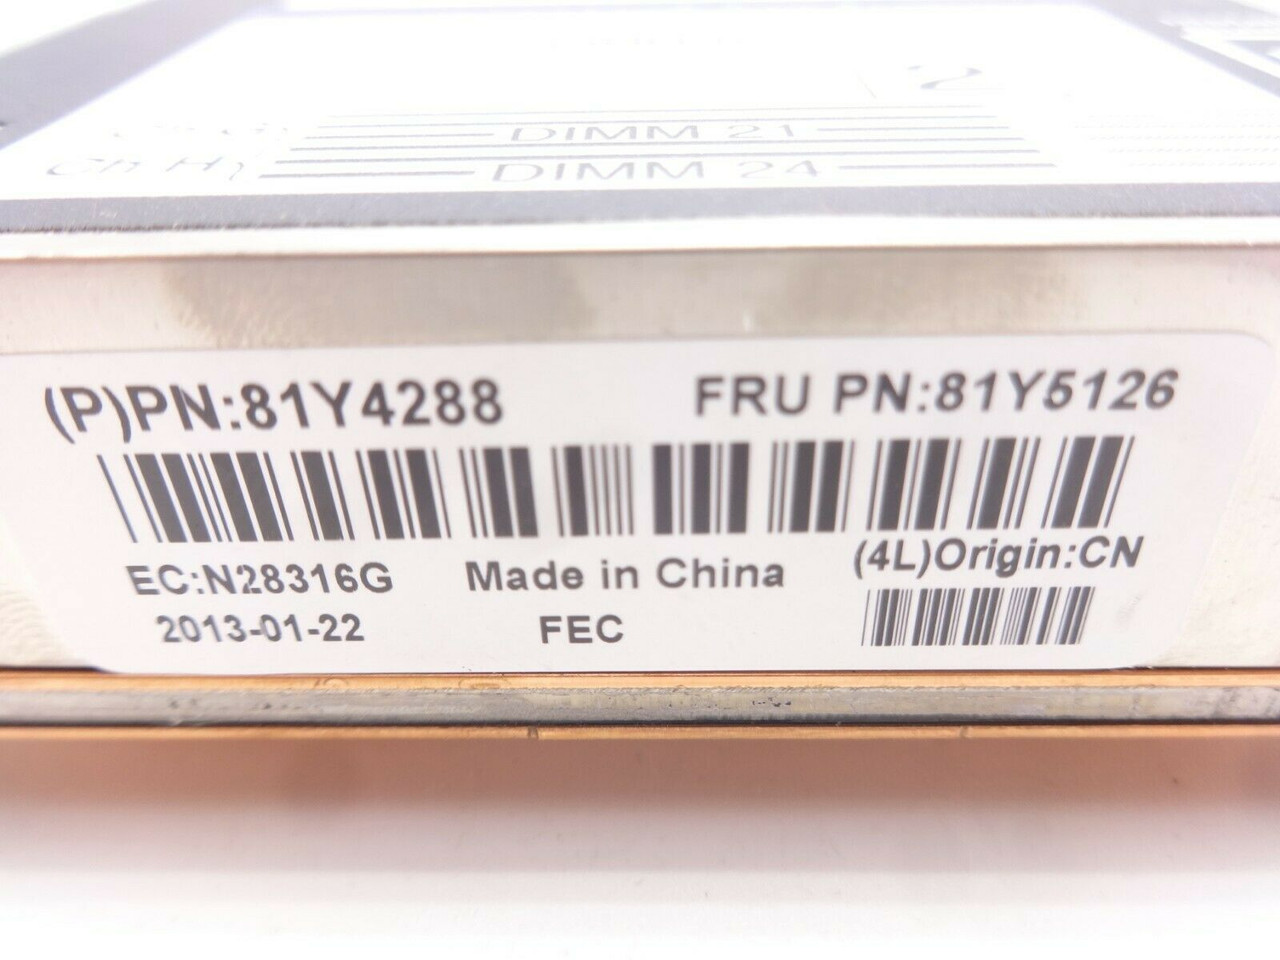 2
DIMM 21
Ch H
DIMM 24
(P)PN:81Y4288
FRU PN:81Y5126
EC:N28316G
Made in China
(4L)Origin:CN
2013-01-22
FEC